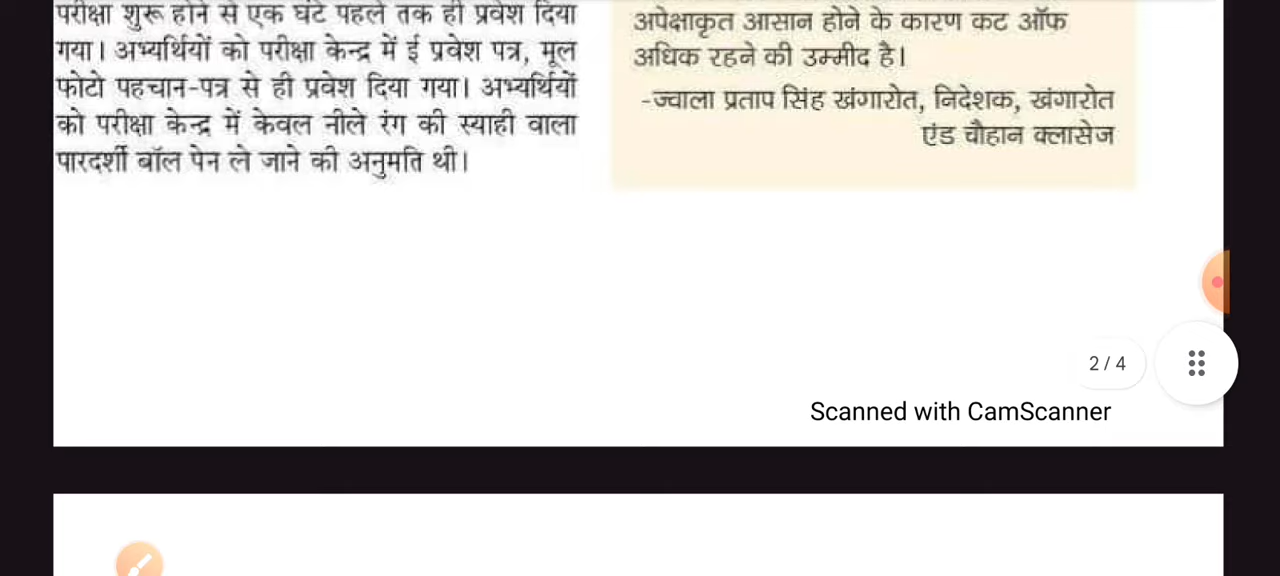 परीक्षा शुरू होने से एक घंटे पहले तक ही प्रवेश दिया
गया। अभ्यर्थियों को परीक्षा केन्द्र में ई प्रवेश पत्र, मूल
फोटो पहचान-पत्र से ही प्रवेश दिया गया। अभ्यर्थियों
को परीक्षा केन्द्र में केवल नीले रंग की स्याही वाला
पारदर्शी बॉल पेन ले जाने की अनुमति थी।
अपेक्षाकृत आसान होने के कारण कट ऑफ
अधिक रहने की उम्मीद है।
-ज्वाला प्रताप सिंह खंगारोत, निदेशक, खंगारोत
एंड चौहान क्लासेज
2 / 4
Scanned with CamScanner